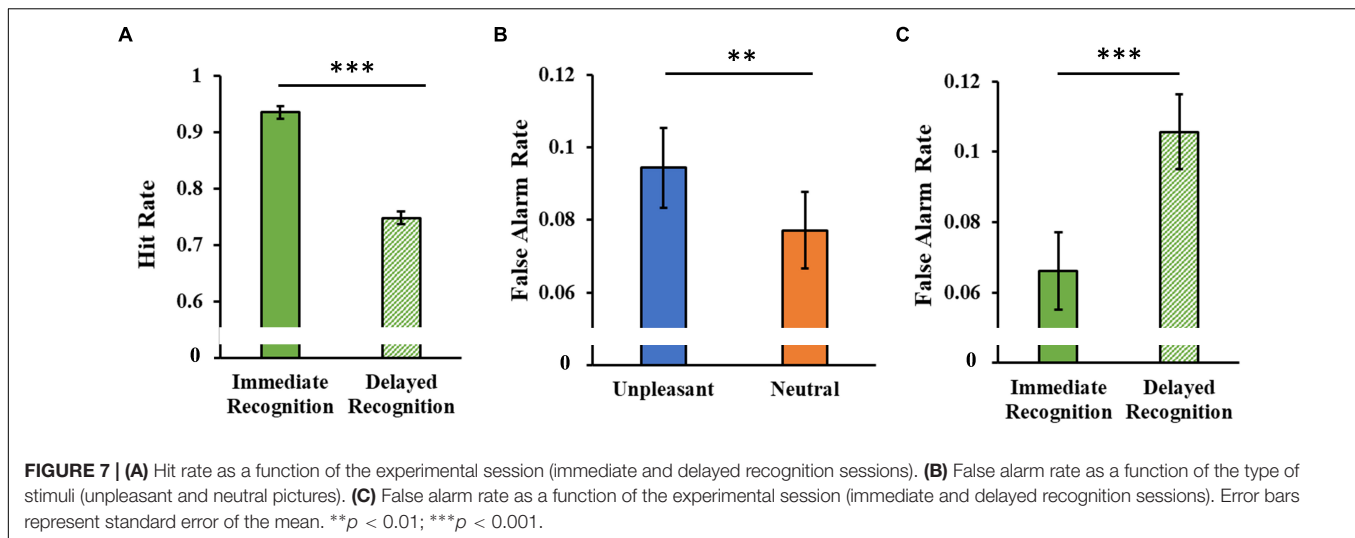 A
Hit Rate
1
0.9
0.8
0.7
0.6
0
***
Immediate
Recognition
Delayed
Recognition
B
False Alarm Rate
0.12
0.1
0.08
0.06
0
**
Unpleasant
Neutral
C
False Alarm Rate
0.12
0.1
0.08
0.06
0
***
Immediate
Recognition
Delayed
Recognition
FIGURE 7 | (A) Hit rate as a function of the experimental session (immediate and delayed recognition sessions). (B) False alarm rate as a function of the type of
stimuli (unpleasant and neutral pictures). (C) False alarm rate as a function of the experimental session (immediate and delayed recognition sessions). Error bars
represent standard error of the mean. **p < 0.01; ***p < 0.001.